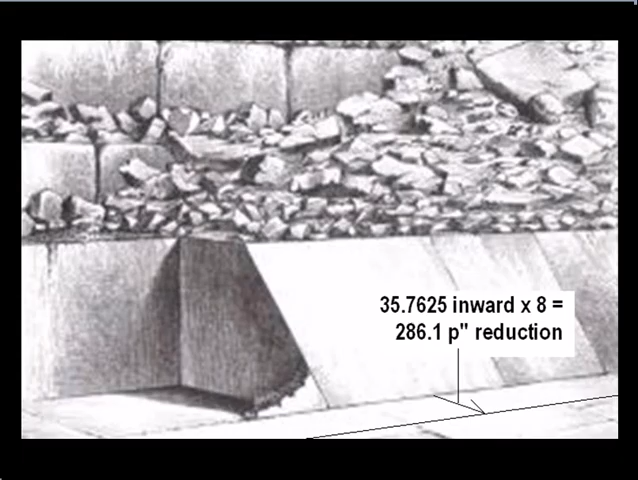 35.7625 inward x 8 =
286.1 p" reduction